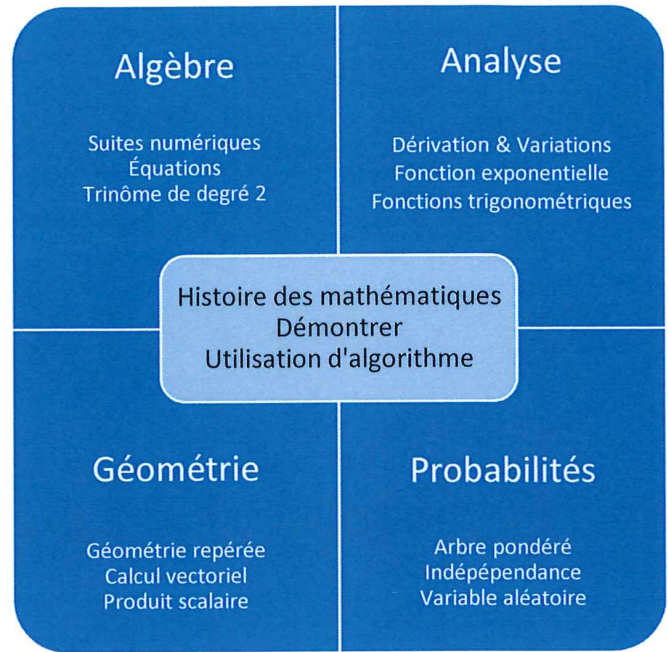 Algèbre
Suites numériques
Équations
Trinôme de degré 2
Analyse
Dérivation & Variations
Fonction exponentielle
Fonctions trigonométriques
Histoire des mathématiques
Démontrer
Utilisation d'algorithme
Géométrie
Géométrie repérée
Calcul vectoriel
Produit scalaire
Probabilités
Arbre pondéré
Indépépendance
Variable aléatoire